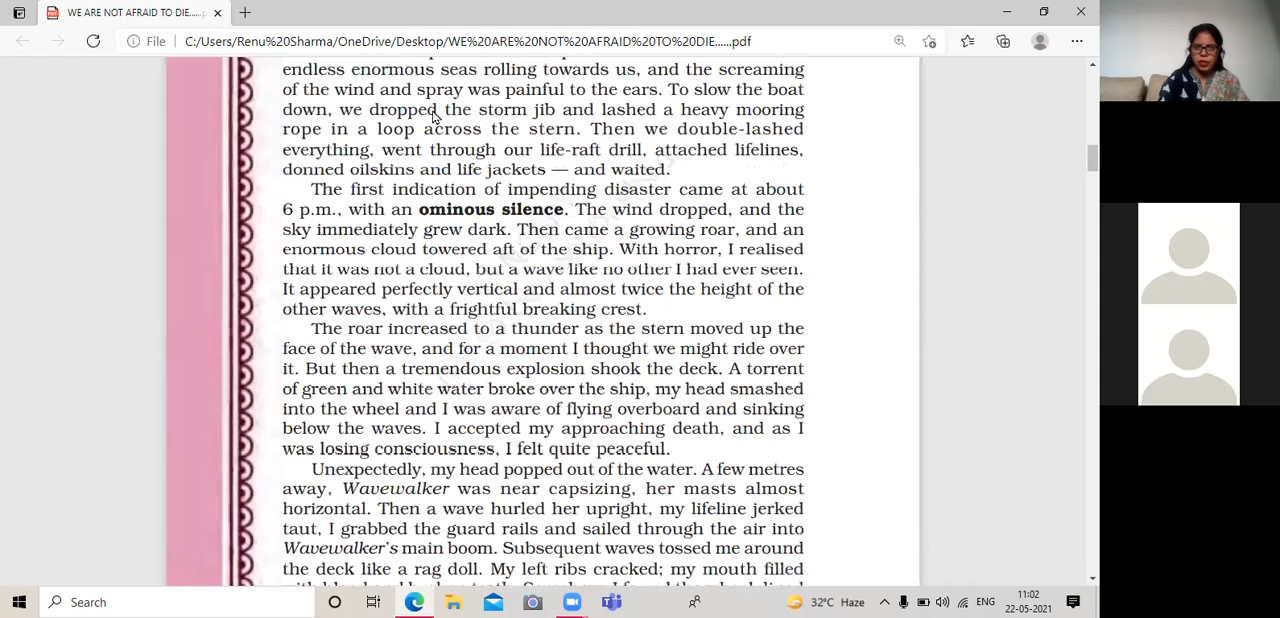 WE ARE NOT AFRAID TO DIE.....p
File
C:/Users/Renu%20Sharma/OneDrive/Desktop/WE%20ARE%20NOT%20AFRAID%20TO%20DIE......pdf
endless enormous seas rolling towards us, and the screaming
of the wind and spray was painful to the ears. To slow the boat
down, we dropped the storm jib and lashed a heavy mooring
rope in a loop across the stern. Then we double-lashed
everything, went through our life-raft drill, attached lifelines,
donned oilskins and life jackets — and waited.
The first indication of impending disaster came at about
6 p.m., with an ominous silence. The wind dropped, and the
sky immediately grew dark. Then came a growing roar, and an
enormous cloud towered aft of the ship. With horror, I realised
that it was not a cloud, but a wave like no other I had ever seen.
It appeared perfectly vertical and almost twice the height of the
other waves, with a frightful breaking crest.
The roar increased to a thunder as the stern moved up the
face of the wave, and for a moment I thought we might ride over
it. But then a tremendous explosion shook the deck. A torrent
of green and white water broke over the ship, my head smashed
into the wheel and I was aware of flying overboard and sinking
below the waves. I accepted my approaching death, and as I
was losing consciousness, I felt quite peaceful.
Unexpectedly, my head popped out of the water. A few metres
away, Wavewalker was near capsizing, her masts almost
horizontal. Then a wave hurled her upright, my lifeline jerked
taut, I grabbed the guard rails and sailed through the air into
Wavewalker's main boom. Subsequent waves tossed me around
the deck like a rag doll. My left ribs cracked; my mouth filled
Search
32°C Haze
ENG
11:02
22-05-2021